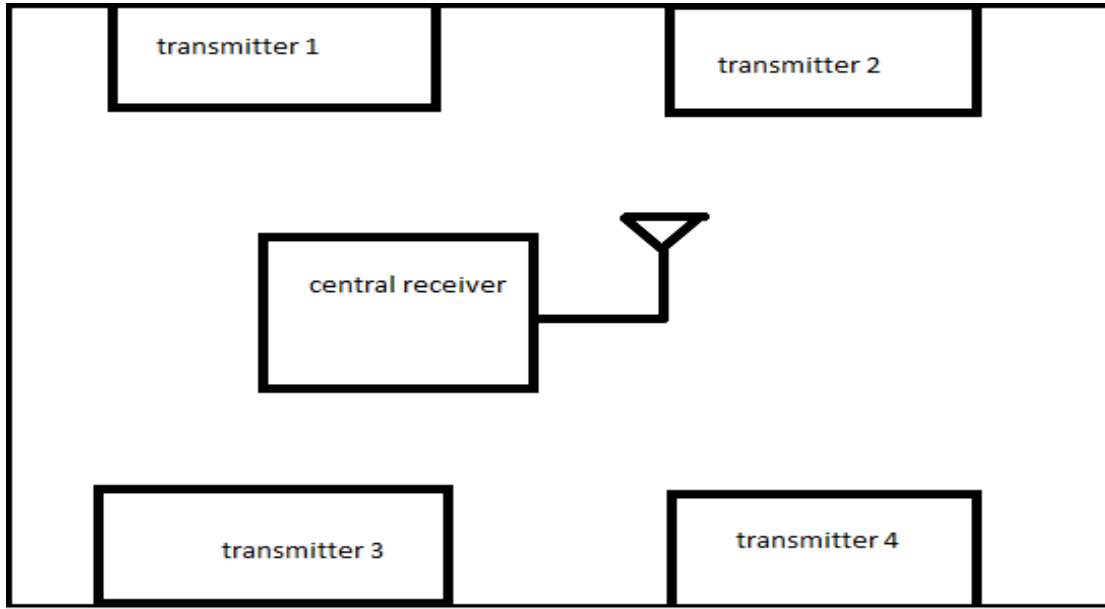 transmitter 1
transmitter 2
central receiver
transmitter 3
transmitter 4